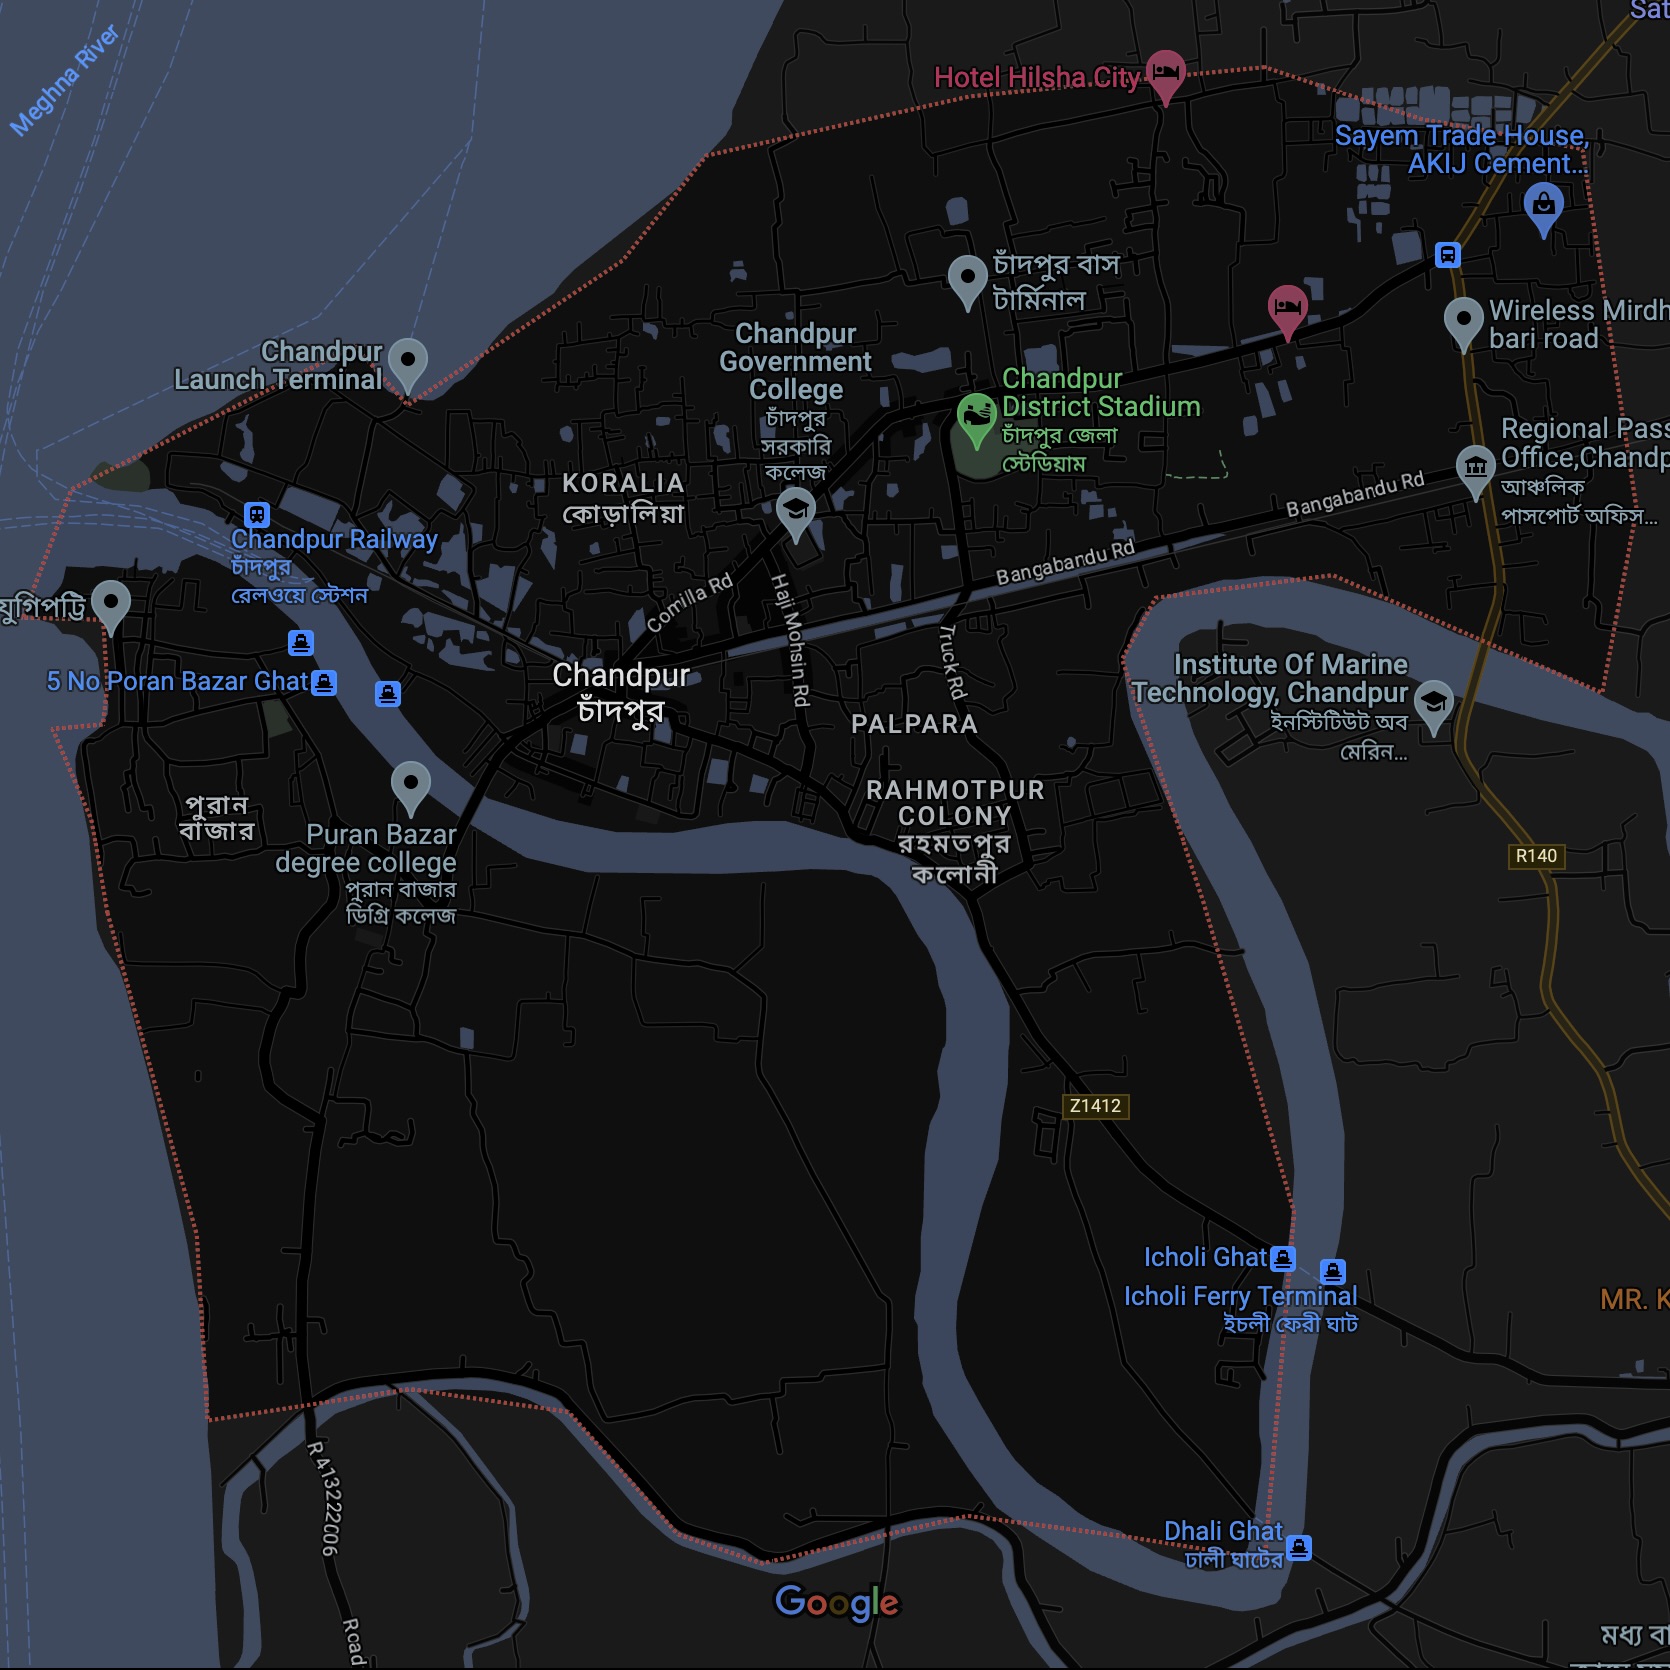 Sat
Meghna River
Hotel Hilsha City
Sayem Trade House,
AKIJ Cement...
চাঁদপুর বাস
টার্মিনাল
Wireless Mirdh
bari road
Chandpur
Launch Terminal
Chandpur
Government
College
চাঁদপুর
সরকারি
কলেজ
Chandpur
District Stadium
চাঁদপুর জেলা
স্টেডিয়াম
Regional Pass
Office,Chandp
আঞ্চলিক
পাসপোর্ট অফিস...
KORALIA
কোড়ালিয়া
Bangabandu Rd
Bangabandu Rd
Chandpur Railway
চাঁদপুর
রেলওয়ে স্টেশন
যুগিপট্টি
Comilla Rd
Haji Mohsin Rd
Truck Rd
5 No Poran Bazar Ghat
Chandpur
চাঁদপুর
Institute Of Marine
Technology, Chandpur
ইনস্টিটিউট অব
মেরিন...
PALPARA
RAHMOTPUR
COLONY
রহমতপুর
কলোনী
পুরান
বাজার
Puran Bazar
degree college
পুরান বাজার
ডিগ্রি কলেজ
R140
Z1412
Icholi Ghat
Icholi Ferry Terminal
ইচলী ফেরী ঘাট
MR. K
R 413222006
Dhali Ghat
ঢালী ঘাটের
Google
Road
মধ্য বা